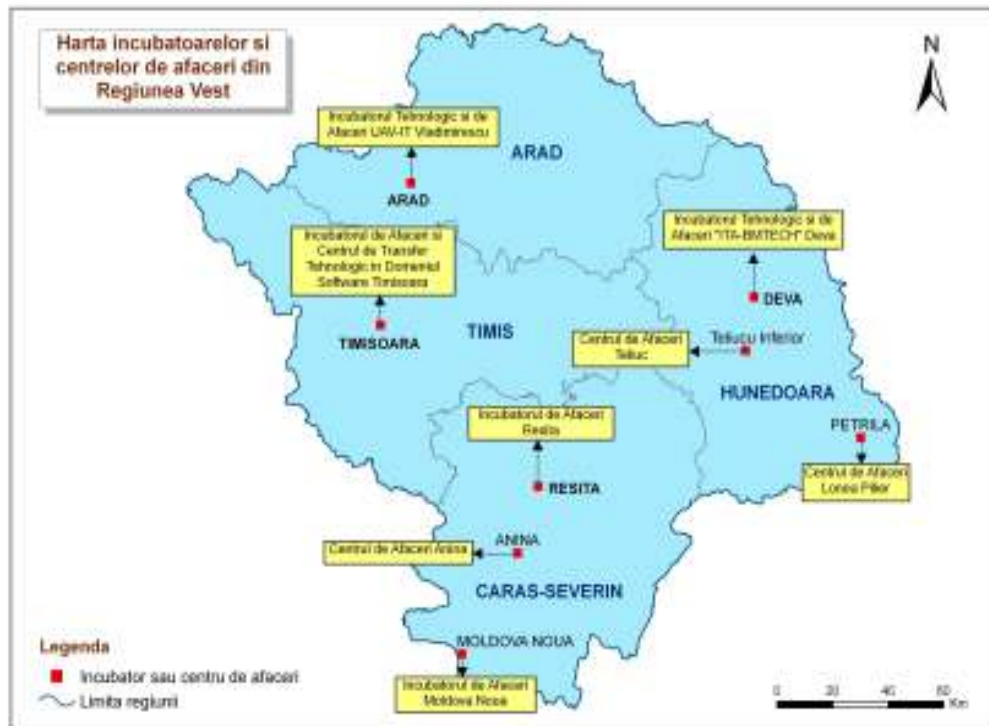 Harta incubatoarelor si
centrelor de afaceri din
Regiunea Vest
N
Incubatorul Tehnologic si de
Afaceri UAV-IT Vladimirescu
ARAD
ARAD
Incubatorul Tehnologic si de
Afaceri "ITA-BMTECH" Deva
Incubatorul de Afaceri si
Centrul de Transfer
Tehnologic in Domeniul
Software Timisoara
DEVA
TIMISOARA
TIMIS
Centrul de Afaceri
Teliuc
Teliucu Inferior
HUNEDOARA
Incubatorul de Afaceri
Resita
PETRILA
Centrul de Afaceri
Lonea Pilier
RESITA
ANINA
Centrul de Afaceri Anina
CARAS-SEVERIN
MOLDOVA NOUA
Incubatorul de Afaceri
Moldova Noua
Legenda
Incubator sau centru de afaceri
Limita regiunii
0 20 40 60
Km